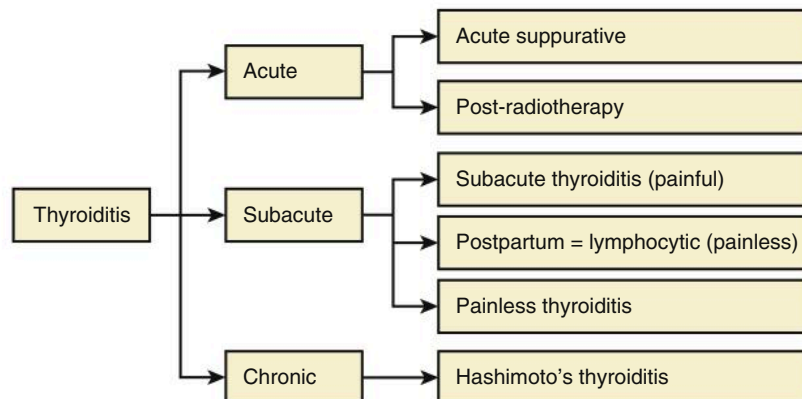 Thyroiditis
Acute
Acute suppurative
Post-radiotherapy
Subacute
Subacute thyroiditis (painful)
Postpartum = lymphocytic (painless)
Painless thyroiditis
Chronic
Hashimoto's thyroiditis